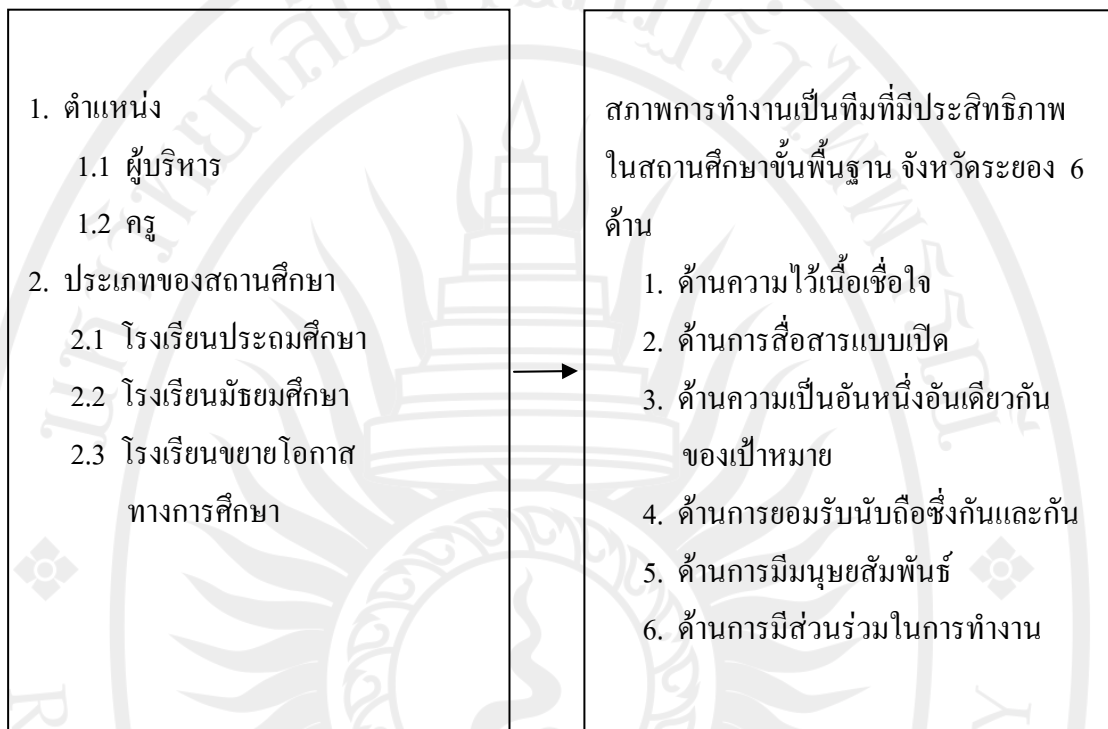 1. ตำแหน่ง
1.1 ผู้บริหาร
1.2 ครู
2. ประเภทของสถานศึกษา
2.1 โรงเรียนประถมศึกษา
2.2 โรงเรียนมัธยมศึกษา
2.3 โรงเรียนขยายโอกาส
ทางการศึกษา
สภาพการทำงานเป็นทีมที่มีประสิทธิภาพ
ในสถานศึกษาขั้นพื้นฐาน จังหวัดระยอง 6
ด้าน
1. ด้านความไว้เนื้อเชื่อใจ
2. ด้านการสื่อสารแบบเปิด
3. ด้านความเป็นอันหนึ่งอันเดียวกัน
ของเป้าหมาย
4. ด้านการยอมรับนับถือซึ่งกันและกัน
5. ด้านการมีมนุษยสัมพันธ์
6. ด้านการมีส่วนร่วมในการทำงาน